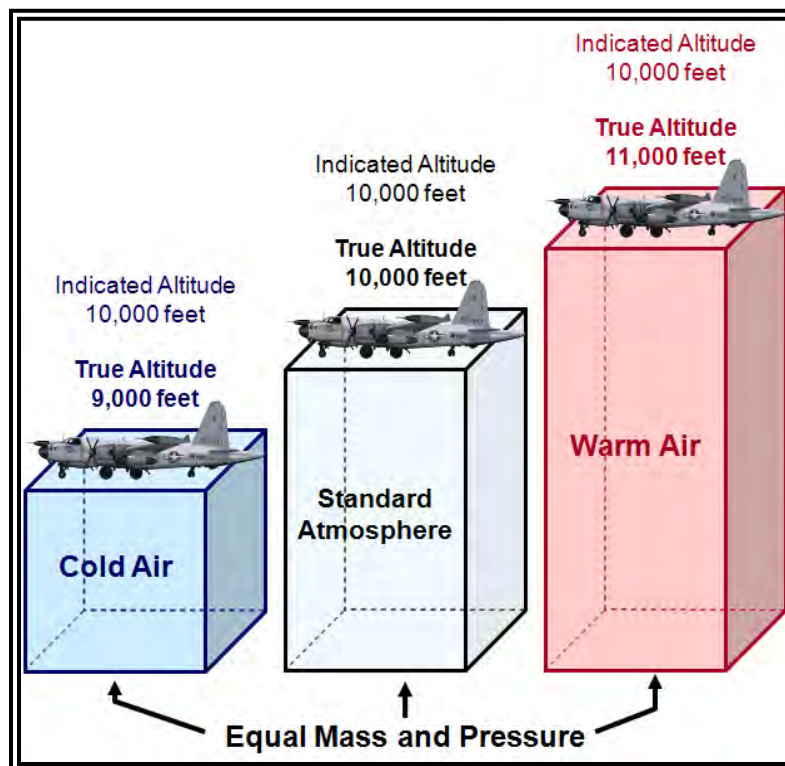 Indicated Altitude
10,000 feet
True Altitude
9,000 feet
Cold Air
Indicated Altitude
10,000 feet
True Altitude
10,000 feet
Standard
Atmosphere
Indicated Altitude
10,000 feet
True Altitude
11,000 feet
Warm Air
Equal Mass and Pressure